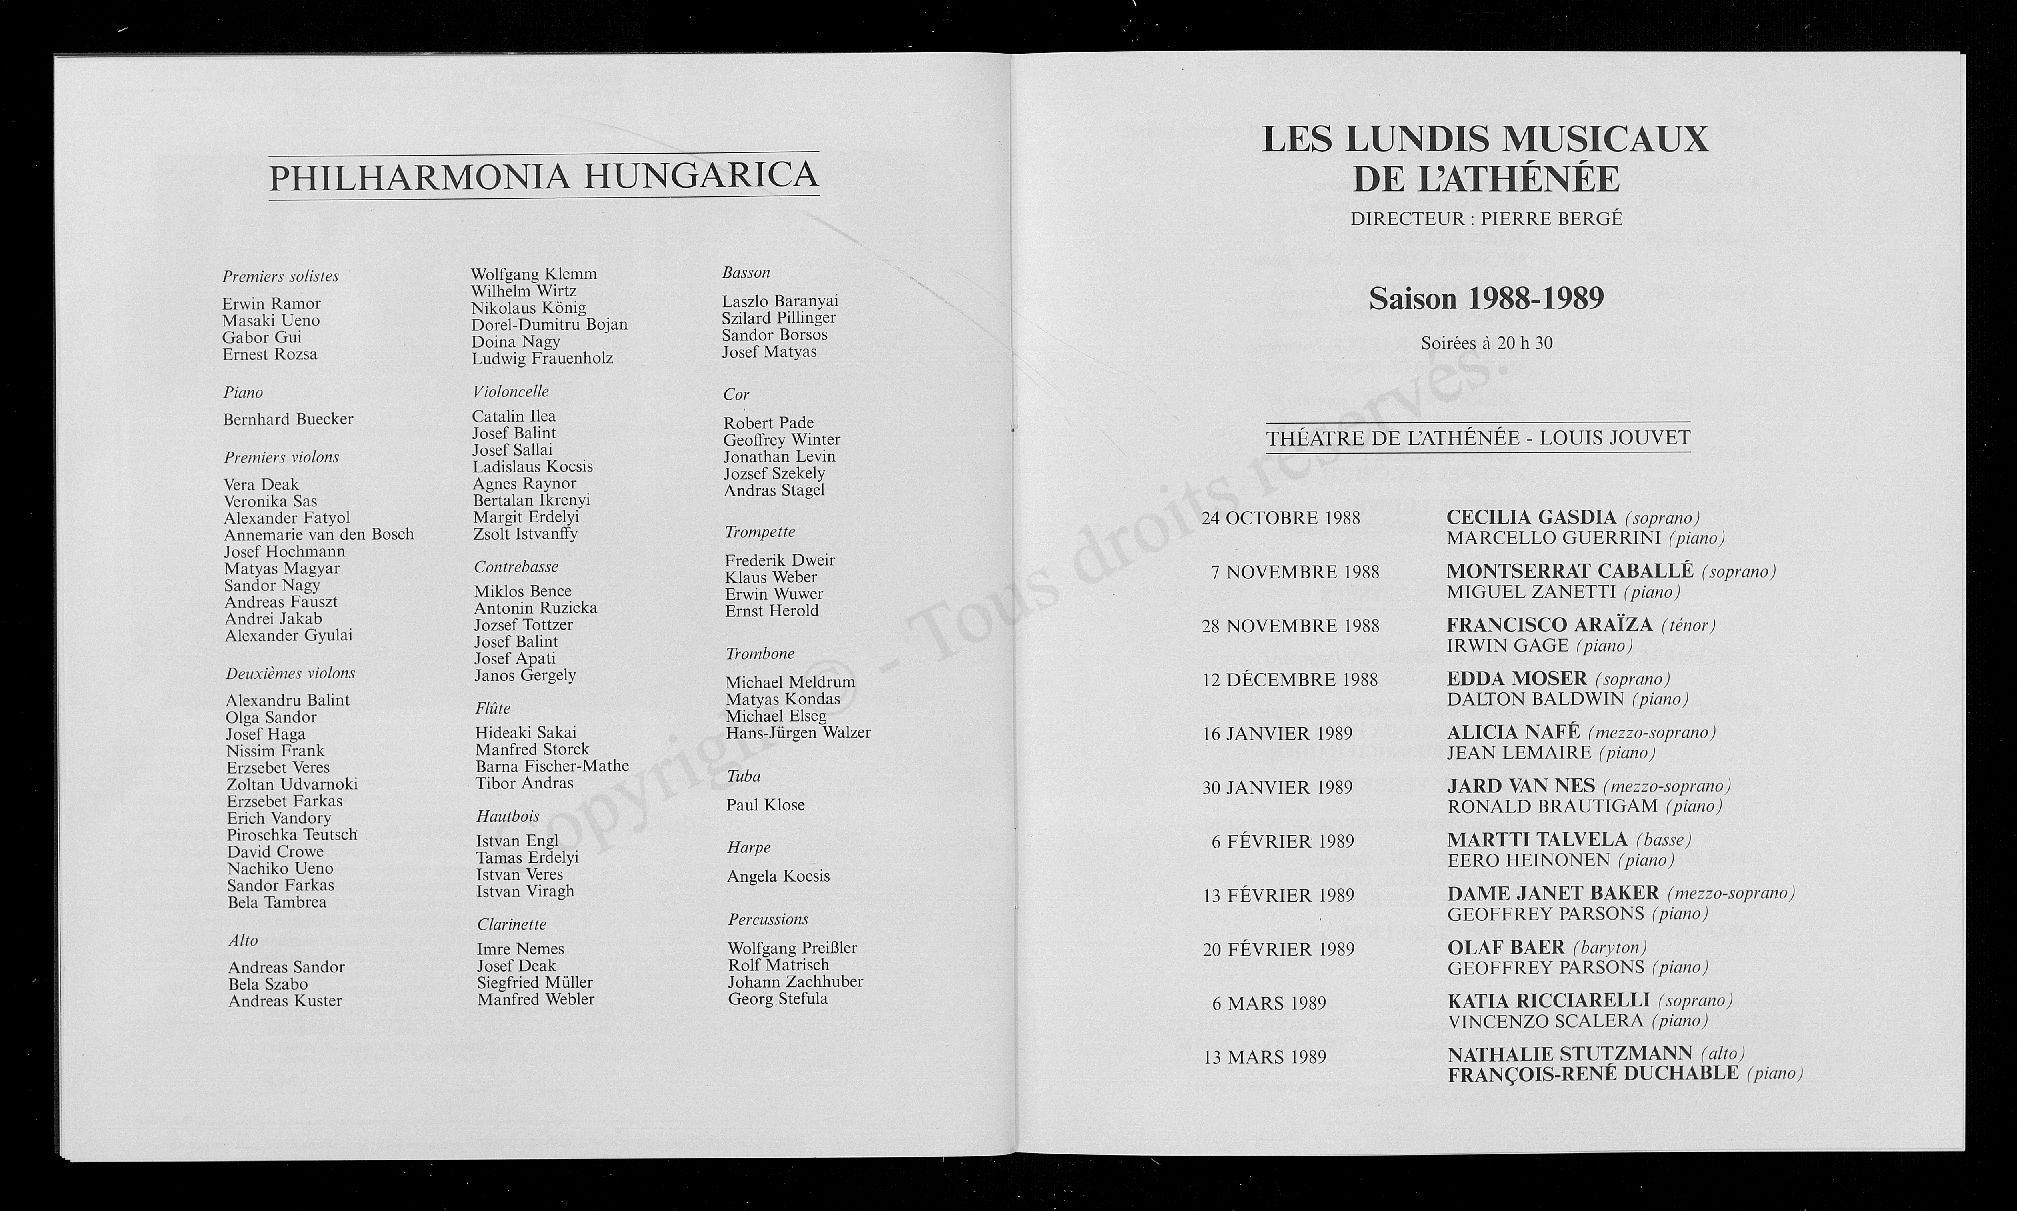 PHILHARMONIA HUNGARICA
Premiers solistes
Erwin Ramor
Masaki Ueno
Gabor Gui
Ernest Rozsa
Piano
Bernhard Buecker
Premiers violons
Vera Deak
Veronika Sas
Alexander Fatyol
Annemarie van den Bosch
Josef Hochmann
Matyas Magyar
Sandor Nagy
Andreas Fauszt
Andrei Jakab
Alexander Gyulai
Deuxièmes violons
Alexandru Balint
Olga Sandor
Josef Haga
Nissim Frank
Erzsebet Veres
Zoltan Udvarnoki
Erzsebet Farkas
Erich Vandory
Piroschka Teutsch
David Crowe
Nachiko Ueno
Sandor Farkas
Bela Tambrea
Alto
Andreas Sandor
Bela Szabo
Andreas Kuster
Wolfgang Klemm
Wilhelm Wirtz
Nikolaus König
Dorel-Dumitru Bojan
Doina Nagy
Ludwig Frauenholz
Violoncelle
Catalin Ilea
Josef Balint
Josef Sallai
Ladislaus Kocsis
Agnes Raynor
Bertalan Ikrenyi
Margit Erdelyi
Zsolt Istvanffy
Contrebasse
Miklos Bence
Antonin Ruzicka
Jozsef Tottzer
Josef Balint
Josef Apati
Janos Gergely
Flûte
Hideaki Sakai
Manfred Storck
Barna Fischer-Mathe
Tibor Andras
Hautbois
Istvan Engl
Tamas Erdelyi
Istvan Veres
Istvan Viragh
Clarinette
Imre Nemes
Josef Deak
Siegfried Müller
Manfred Webler
Basson
Laszlo Baranyai
Szilard Pillinger
Sandor Borsos
Josef Matyas
Cor
Robert Pade
Geoffrey Winter
Jonathan Levin
Jozsef Szekely
Andras Stagel
Trompette
Frederik Dweir
Klaus Weber
Erwin Wuwer
Ernst Herold
Trombone
Michael Meldrum
Matyas Kondas
Michael Elseg
Hans-Jürgen Walzer
Tuba
Paul Klose
Harpe
Angela Kocsis
Percussions
Wolfgang Preißler
Rolf Matrisch
Johann Zachhuber
Georg Stefula
LES LUNDIS MUSICAUX
DE L'ATHÉNÉE
DIRECTEUR : PIERRE BERGÉ
Saison 1988-1989
Soirées à 20 h 30
THÉATRE DE L'ATHÉNÉE - LOUIS JOUVET
24 OCTOBRE 1988 CECILIA GASDIA (soprano)
MARCELLO GUERRINI (piano)
7 NOVEMBRE 1988 MONTSERRAT CABALLÉ (soprano)
MIGUEL ZANETTI (piano)
28 NOVEMBRE 1988 FRANCISCO ARAÏZA (ténor)
IRWIN GAGE (piano)
12 DÉCEMBRE 1988 EDDA MOSER (soprano)
DALTON BALDWIN (piano)
16 JANVIER 1989 ALICIA NAFÉ (mezzo-soprano)
JEAN LEMAIRE (piano)
30 JANVIER 1989 JARD VAN NES (mezzo-soprano)
RONALD BRAUTIGAM (piano)
6 FÉVRIER 1989 MARTTI TALVELA (basse)
EERO HEINONEN (piano)
13 FÉVRIER 1989 DAME JANET BAKER (mezzo-soprano)
GEOFFREY PARSONS (piano)
20 FÉVRIER 1989 OLAF BAER (baryton)
GEOFFREY PARSONS (piano)
6 MARS 1989 KATIA RICCIARELLI (soprano)
VINCENZO SCALERA (piano)
13 MARS 1989 NATHALIE STUTZMANN (alto)
FRANÇOIS-RENÉ DUCHABLE (piano)
Copyright © - Tous droits réservés.